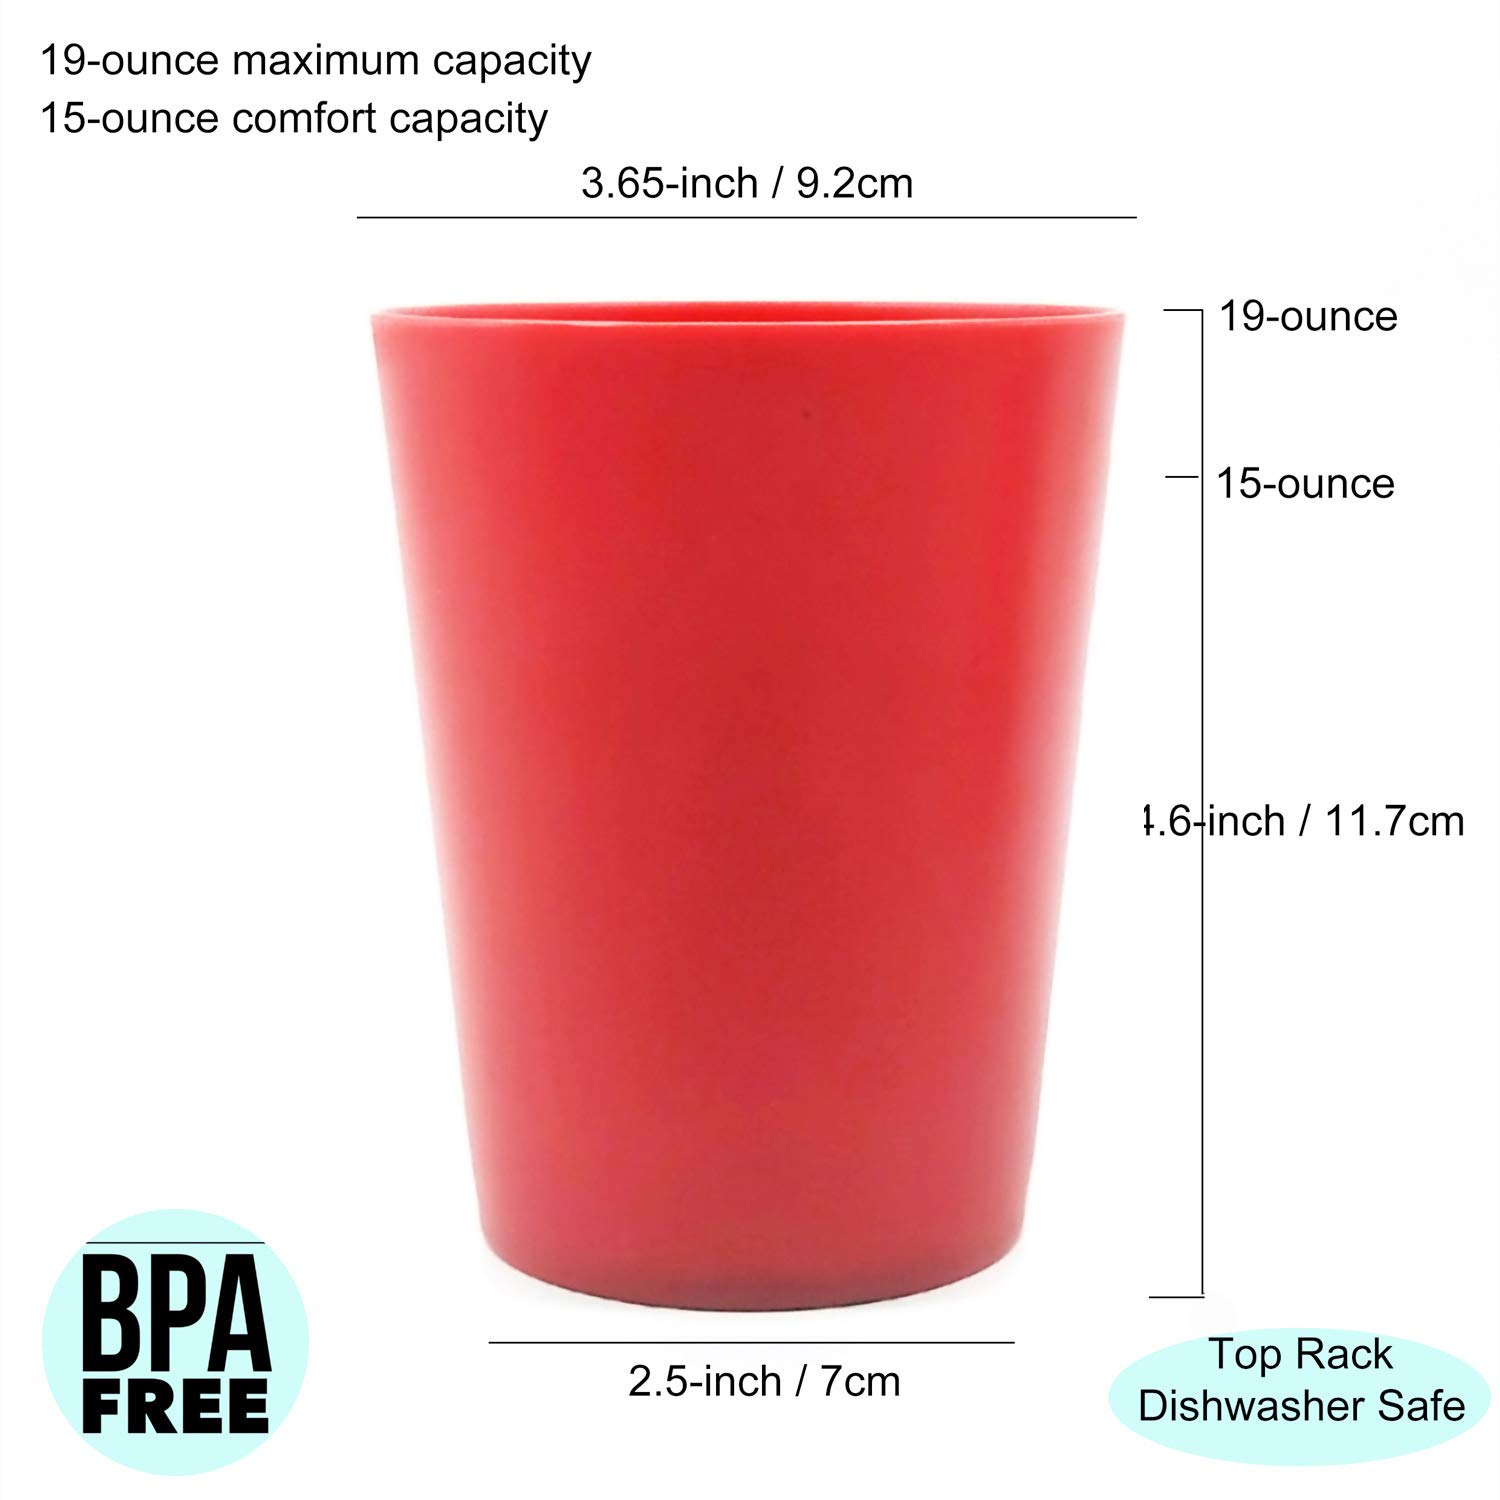 19-ounce maximum capacity
15-ounce comfort capacity
3.65-inch / 9.2cm
19-ounce
15-ounce
4.6-inch / 11.7cm
2.5-inch / 7cm
BPA
FREE
Top Rack
Dishwasher Safe